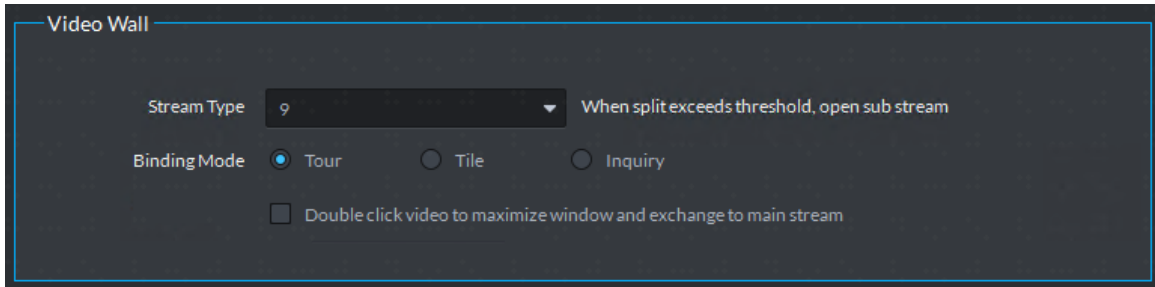 Video Wall
Stream Type 9 When split exceeds threshold, open sub stream
Binding Mode Tour Tile Inquiry
Double click video to maximize window and exchange to main stream